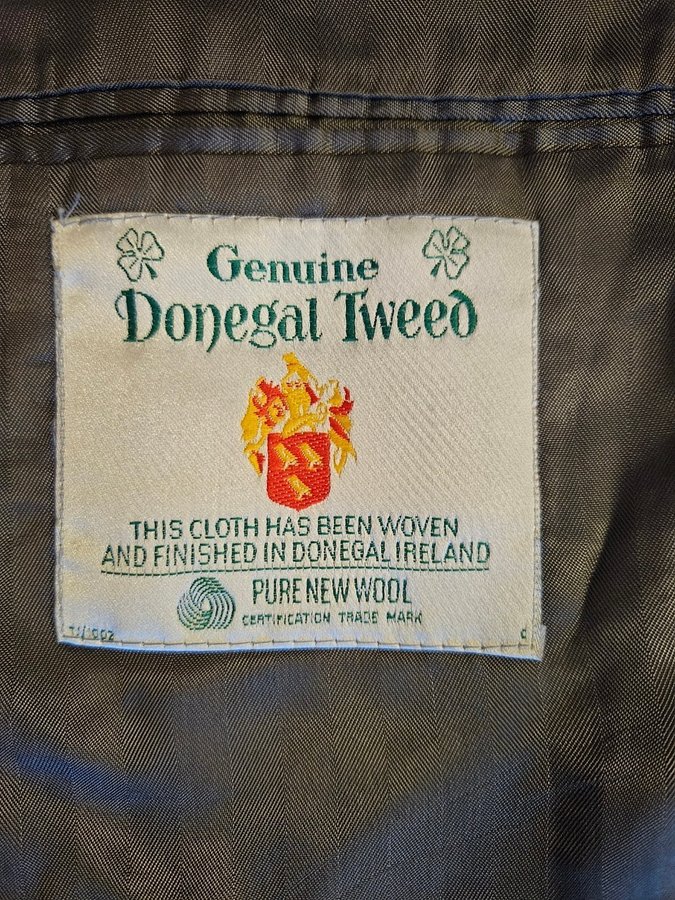 Genuine
Donegal Tweed
THIS CLOTH HAS BEEN WOVEN
AND FINISHED IN DONEGAL IRELAND
PURE NEW WOOL
CERTIFICATION TRADE MARK